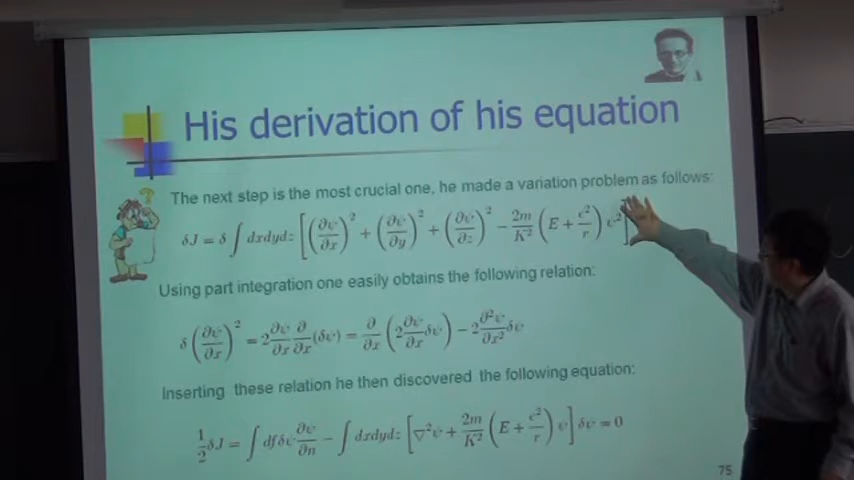 His derivation of his equation
The next step is the most crucial one, he made a variation problem as follows:
δJ = δ ∫ dxdydz [(∂ψ/∂x)² + (∂ψ/∂y)² + (∂ψ/∂z)² − 2m/K² (E + e²/r) ψ²]
Using part integration one easily obtains the following relation:
δ(∂ψ/∂x)² = 2 ∂ψ/∂x ∂/∂x (δψ) = ∂/∂x (2 ∂ψ/∂x δψ) − 2 ∂²ψ/∂x² δψ
Inserting these relation he then discovered the following equation:
1/2 δJ = ∫ df δψ ∂ψ/∂n − ∫ dxdydz [∇²ψ + 2m/K² (E + e²/r) ψ] δψ = 0
75